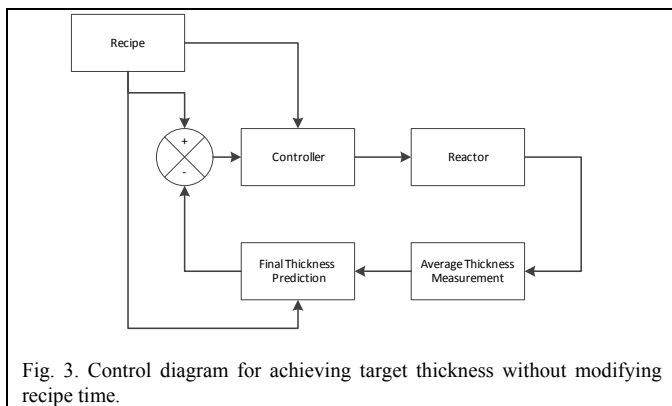 Recipe
+
-
Controller
Reactor
Final Thickness
Prediction
Average Thickness
Measurement
Fig. 3. Control diagram for achieving target thickness without modifying
recipe time.